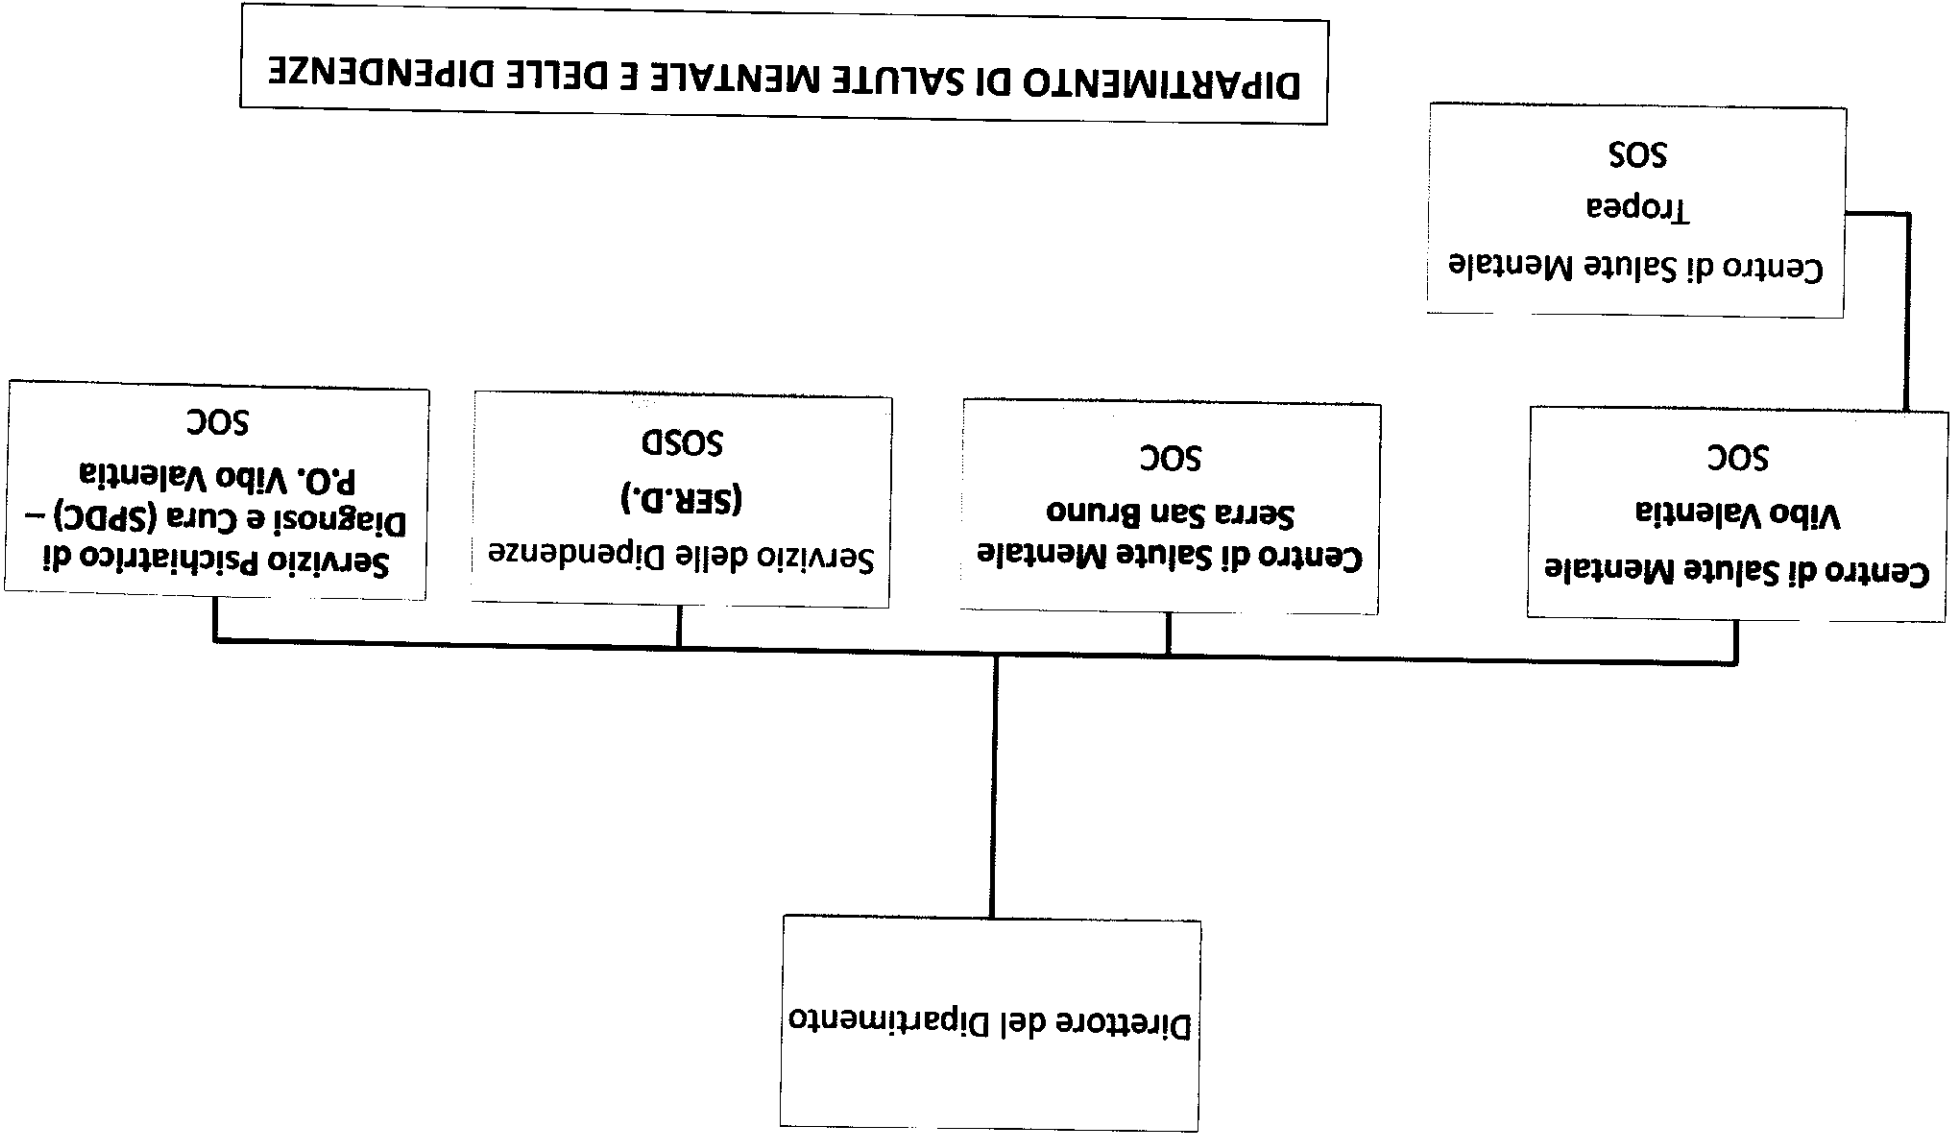 Direttore del Dipartimento
Centro di Salute Mentale
Vibo Valentia
SOC
Centro di Salute Mentale
Serra San Bruno
SOC
Servizio delle Dipendenze
(SER.D.)
SOSD
Servizio Psichiatrico di
Diagnosi e Cura (SPDC) –
P.O. Vibo Valentia
SOC
Centro di Salute Mentale
Tropea
SOS
DIPARTIMENTO DI SALUTE MENTALE E DELLE DIPENDENZE